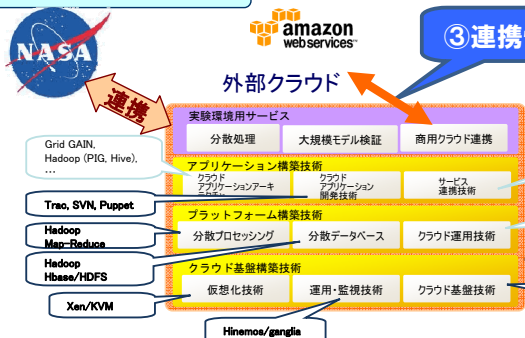 NASA
amazon
webservices™
③連携
外部クラウド
連携
実験環境用サービス
分散処理
大規模モデル検証
商用クラウド連携
Grid GAIN,
Hadoop (PIG, Hive),
…
アプリケーション構築技術
クラウド
アプリケーションアーキ
クラウド
アプリケーション
開発技術
サービス
連携技術
Trac, SVN, Puppet
プラットフォーム構築技術
Hadoop
Map-Reduce
分散プロセッシング
分散データベース
クラウド運用技術
Hadoop
Hbase/HDFS
クラウド基盤構築技術
仮想化技術
運用・監視技術
クラウド基盤技術
Xen/KVM
Hinemos/ganglia